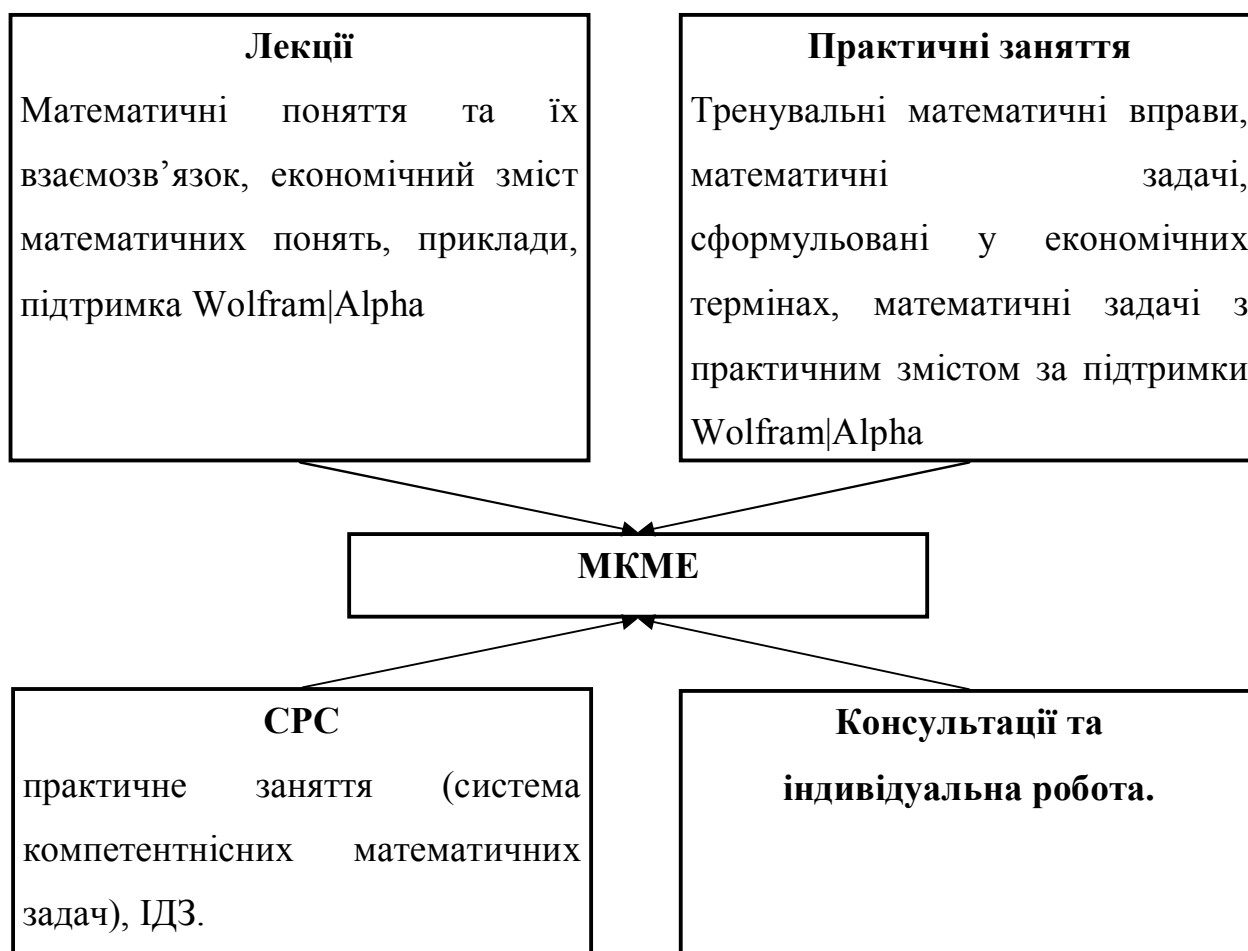 Лекції
Математичні поняття та їх
взаємозв’язок, економічний зміст
математичних понять, приклади,
підтримка Wolfram|Alpha
Практичні заняття
Тренувальні математичні вправи,
математичні задачі,
сформульовані у економічних
термінах, математичні задачі з
практичним змістом за підтримки
Wolfram|Alpha
МКМЕ
СРС
практичне заняття (система
компетентнісних математичних
задач), ІДЗ.
Консультації та
індивідуальна робота.